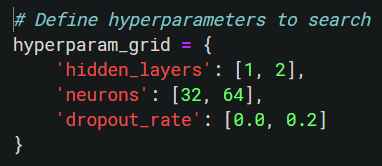 # Define hyperparameters to search
hyperparam_grid = {
    'hidden_layers': [1, 2],
    'neurons': [32, 64],
    'dropout_rate': [0.0, 0.2]
}